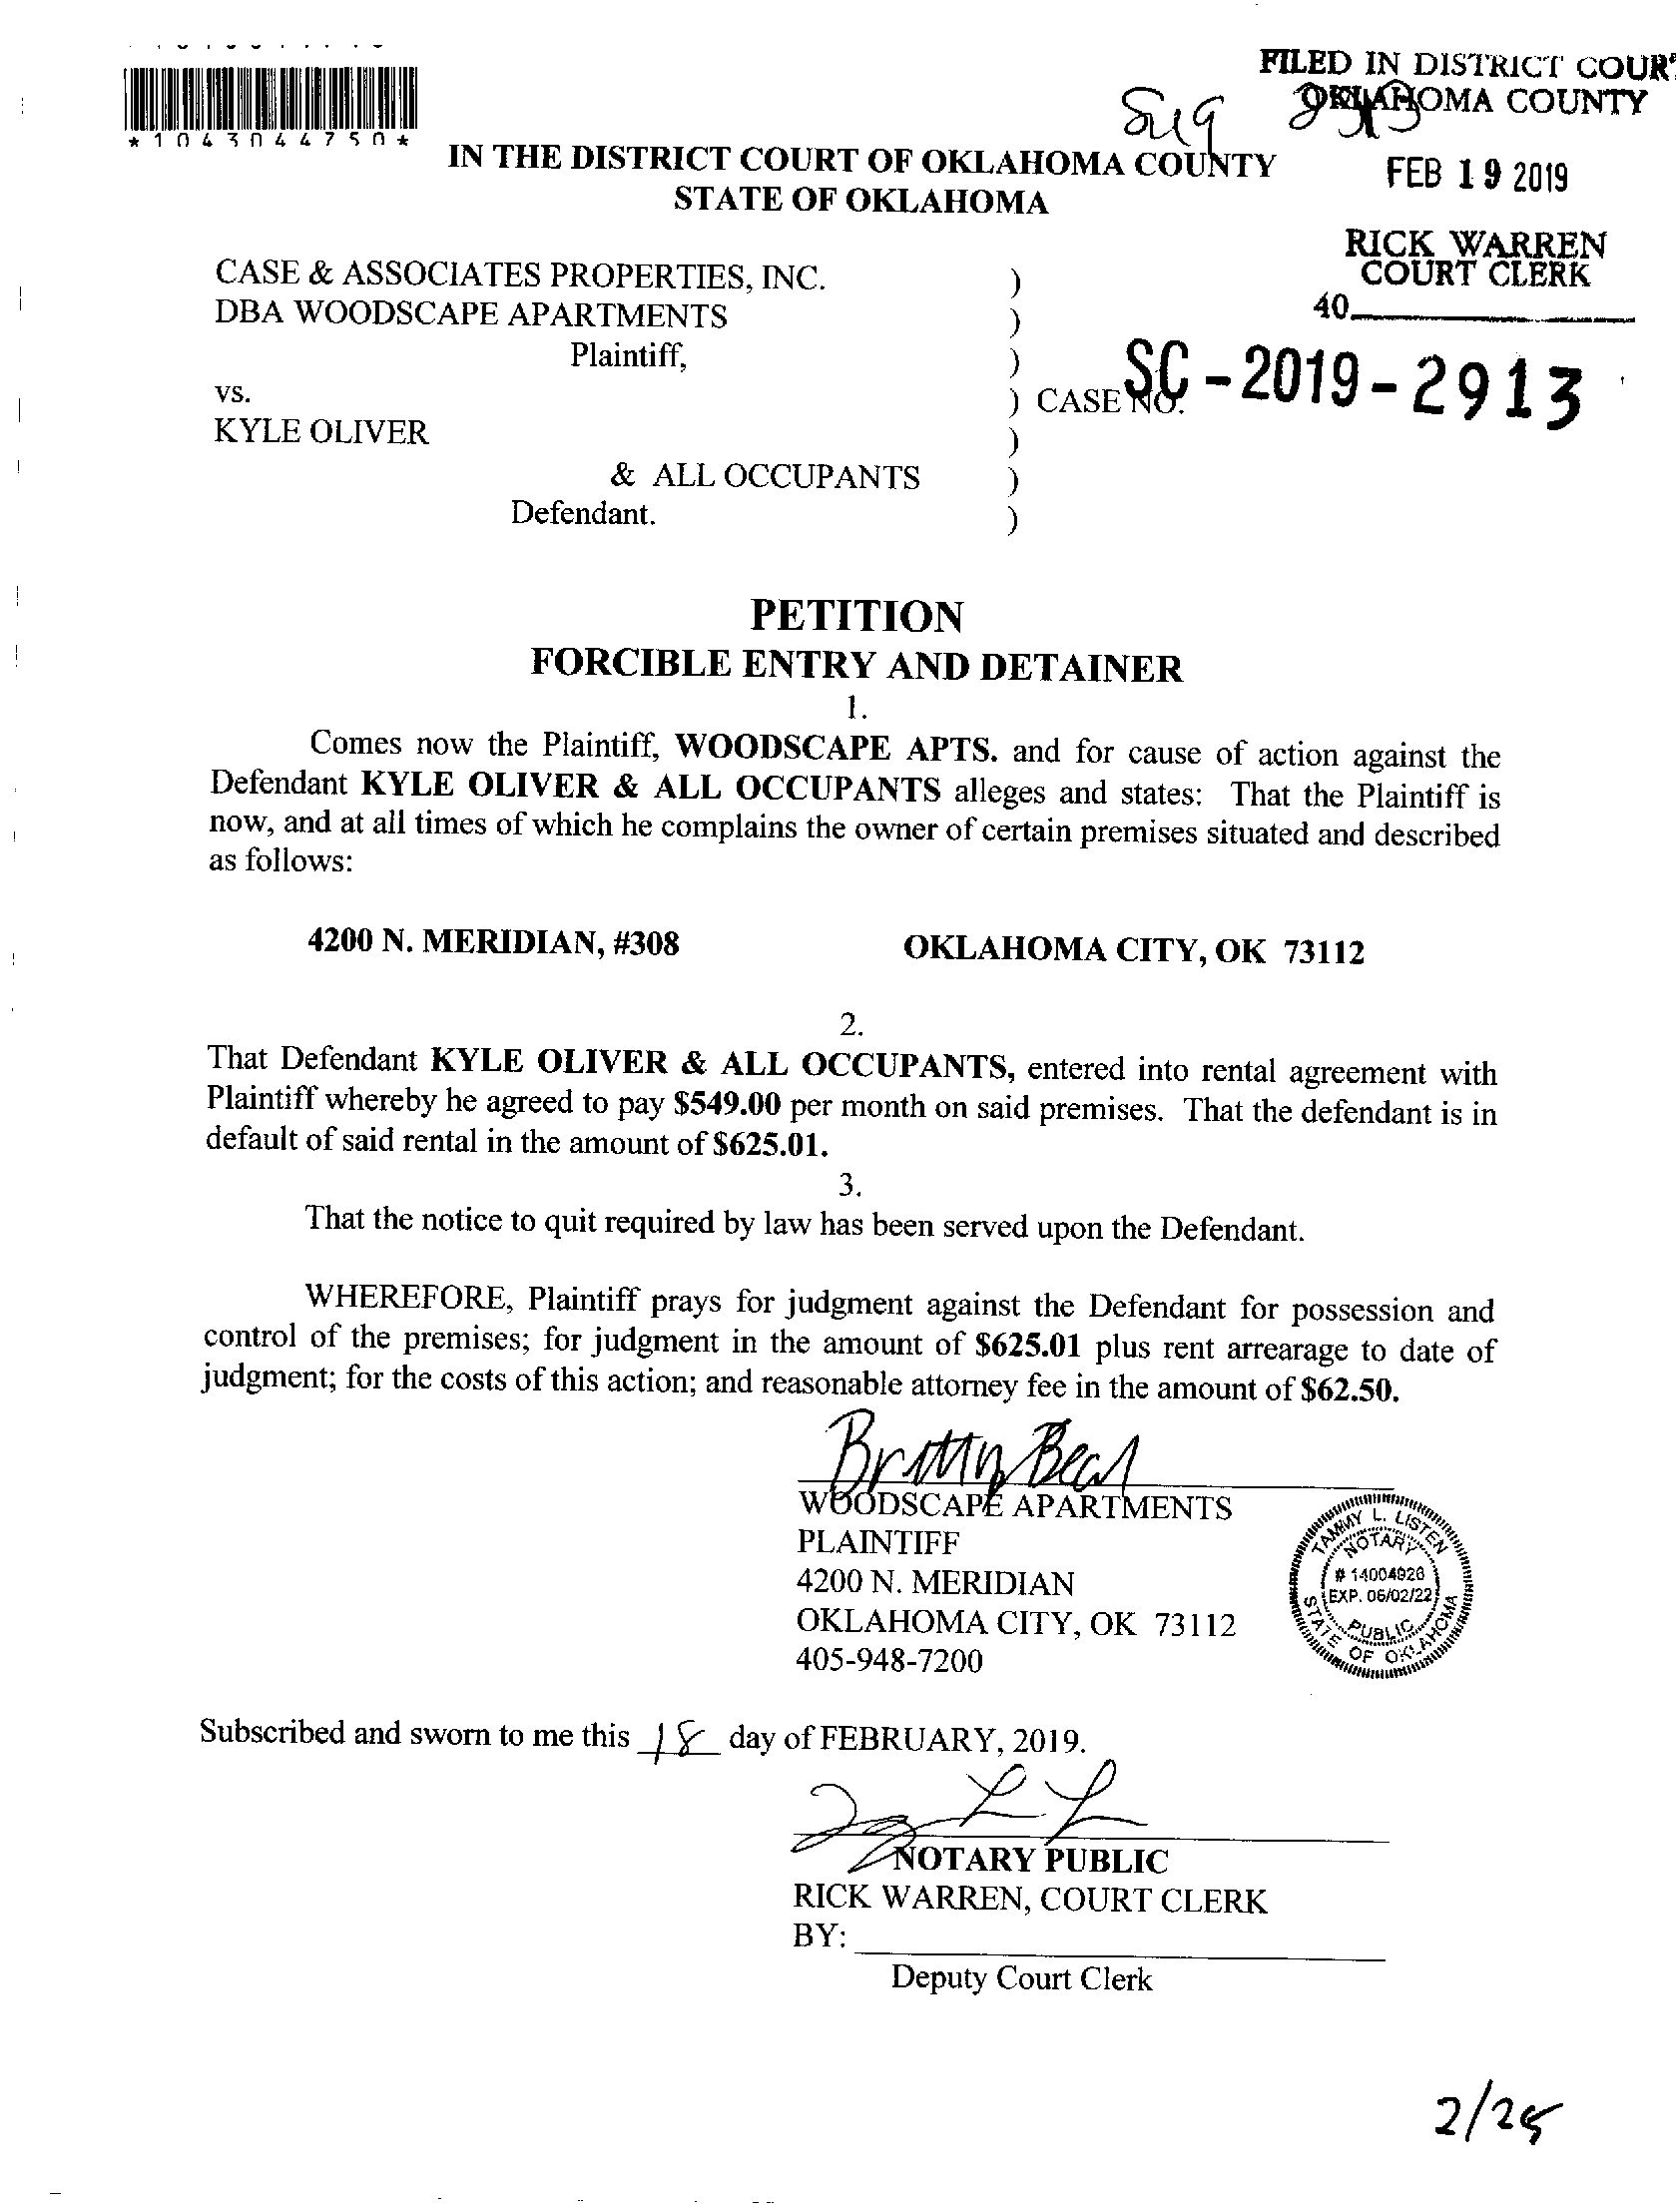 FILED IN DISTRICT COURT
OKLAHOMA COUNTY
*1043044750*
IN THE DISTRICT COURT OF OKLAHOMA COUNTY
STATE OF OKLAHOMA
FEB 19 2019
RICK WARREN
COURT CLERK
40
CASE & ASSOCIATES PROPERTIES, INC. )
DBA WOODSCAPE APARTMENTS )
Plaintiff, )
vs. ) CASE NO. SC-2019-2913
KYLE OLIVER )
& ALL OCCUPANTS )
Defendant. )
PETITION
FORCIBLE ENTRY AND DETAINER
1.
Comes now the Plaintiff, WOODSCAPE APTS. and for cause of action against the
Defendant KYLE OLIVER & ALL OCCUPANTS alleges and states: That the Plaintiff is
now, and at all times of which he complains the owner of certain premises situated and described
as follows:
4200 N. MERIDIAN, #308 OKLAHOMA CITY, OK 73112
2.
That Defendant KYLE OLIVER & ALL OCCUPANTS, entered into rental agreement with
Plaintiff whereby he agreed to pay $549.00 per month on said premises. That the defendant is in
default of said rental in the amount of $625.01.
3.
That the notice to quit required by law has been served upon the Defendant.
WHEREFORE, Plaintiff prays for judgment against the Defendant for possession and
control of the premises; for judgment in the amount of $625.01 plus rent arrearage to date of
judgment; for the costs of this action; and reasonable attorney fee in the amount of $62.50.
WOODSCAPE APARTMENTS
PLAINTIFF
4200 N. MERIDIAN
OKLAHOMA CITY, OK 73112
405-948-7200
TAMMY L. LISTEN
NOTARY
# 14004926
EXP. 06/02/22
PUBLIC
STATE OF OKLAHOMA
Subscribed and sworn to me this 18 day of FEBRUARY, 2019.
NOTARY PUBLIC
RICK WARREN, COURT CLERK
BY:
Deputy Court Clerk
2/25